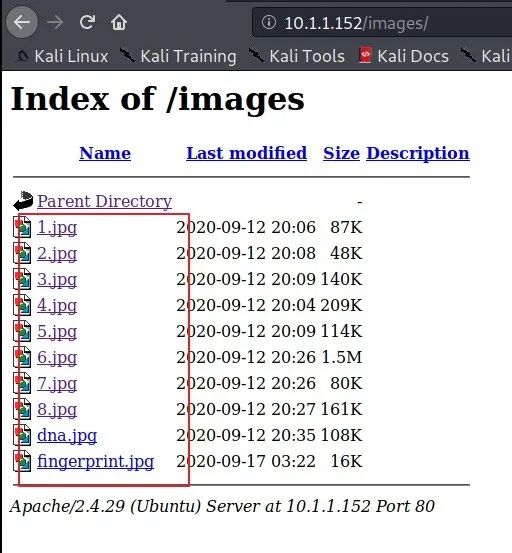 10.1.1.152/images/
Kali Linux Kali Training Kali Tools Kali Docs Kali
Index of /images
Name Last modified Size Description
Parent Directory -
1.jpg 2020-09-12 20:06 87K
2.jpg 2020-09-12 20:08 48K
3.jpg 2020-09-12 20:09 140K
4.jpg 2020-09-12 20:04 209K
5.jpg 2020-09-12 20:09 114K
6.jpg 2020-09-12 20:26 1.5M
7.jpg 2020-09-12 20:26 80K
8.jpg 2020-09-12 20:27 161K
dna.jpg 2020-09-12 20:35 108K
fingerprint.jpg 2020-09-17 03:22 16K
Apache/2.4.29 (Ubuntu) Server at 10.1.1.152 Port 80